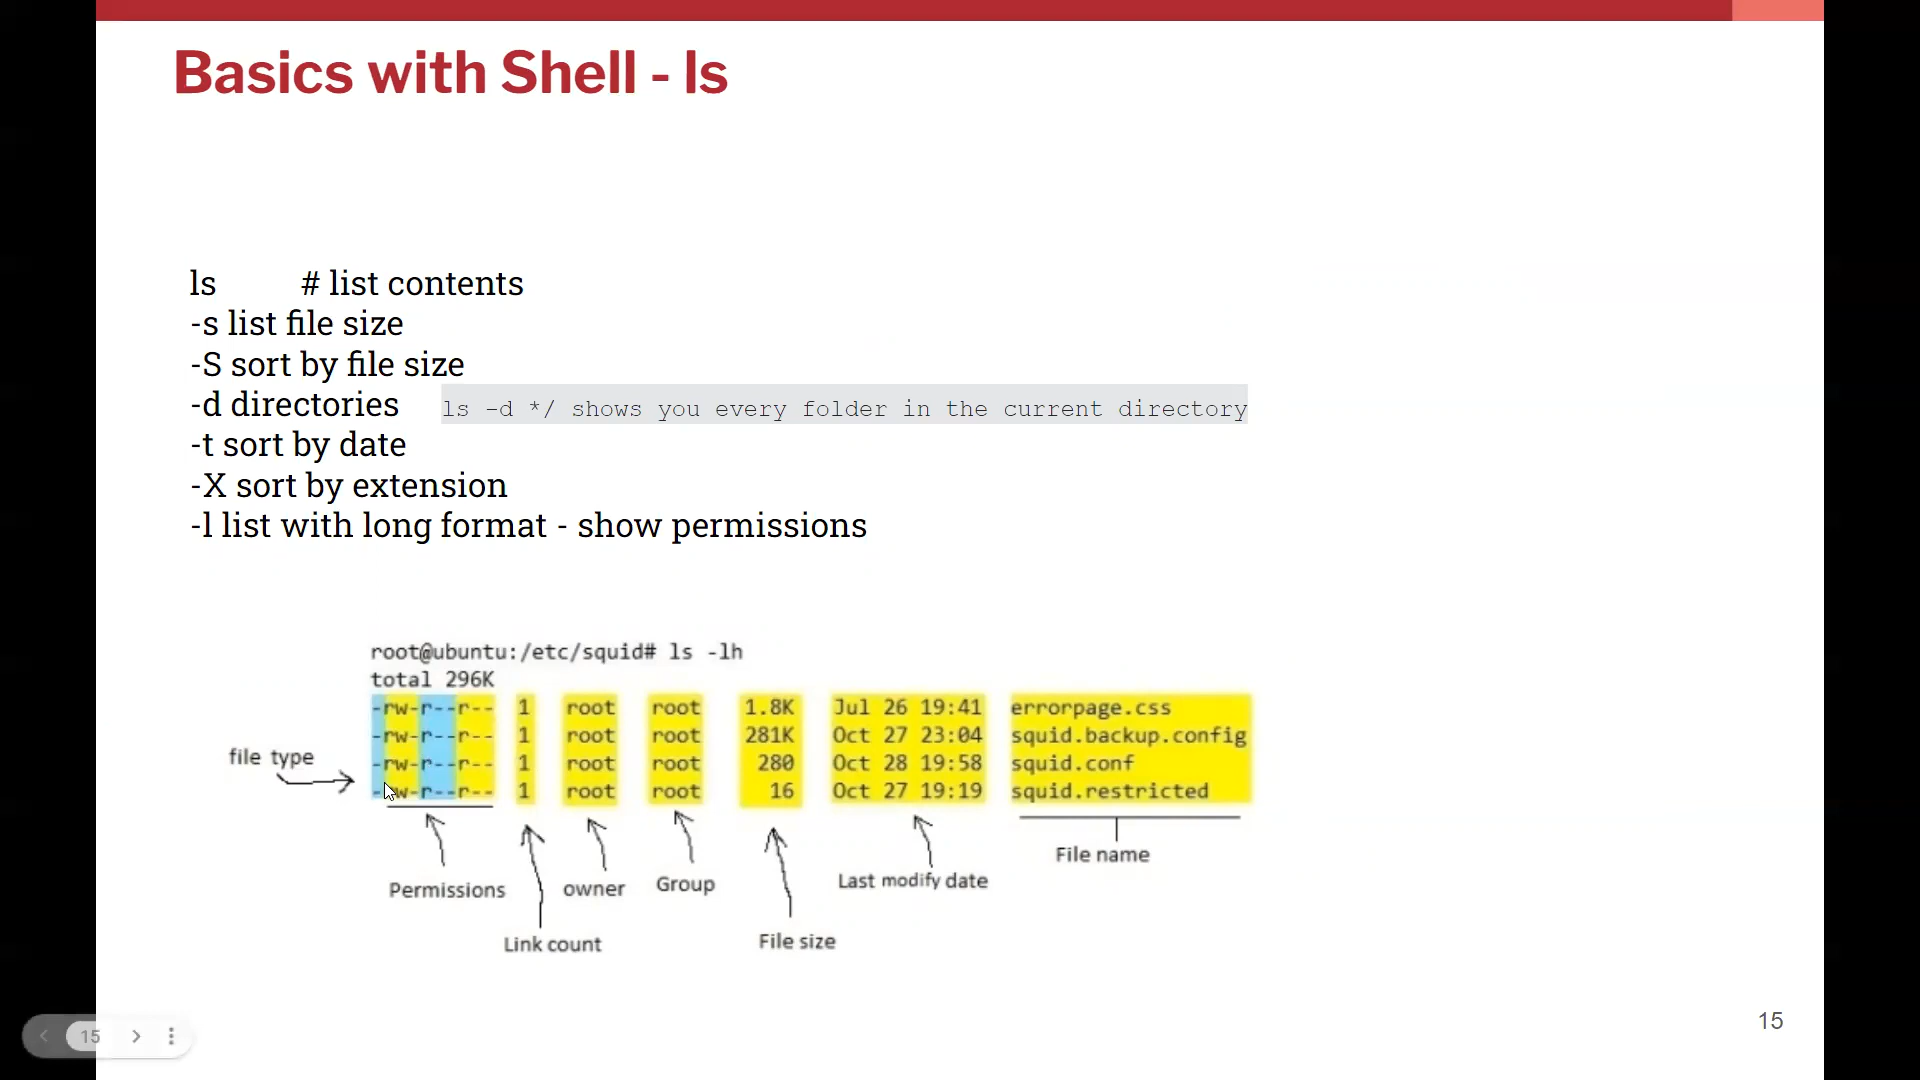 Basics with Shell - ls
ls # list contents
-s list file size
-S sort by file size
-d directories ls -d */ shows you every folder in the current directory
-t sort by date
-X sort by extension
-l list with long format - show permissions
root@ubuntu:/etc/squid# ls -lh
total 296K
-rw-r--r-- 1 root root 1.8K Jul 26 19:41 errorpage.css
-rw-r--r-- 1 root root 281K Oct 27 23:04 squid.backup.config
-rw-r--r-- 1 root root 280 Oct 28 19:58 squid.conf
-rw-r--r-- 1 root root 16 Oct 27 19:19 squid.restricted
file type
Permissions
Link count
owner
Group
File size
Last modify date
File name
15
15